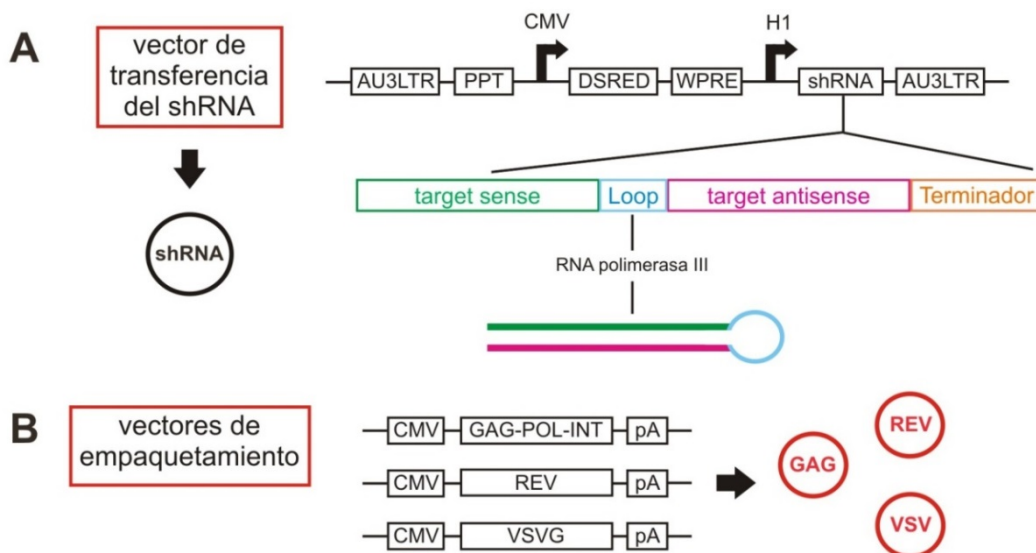 A
vector de
transferencia
del shRNA
shRNA
CMV
H1
AU3LTR PPT DSRED WPRE shRNA AU3LTR
target sense Loop target antisense Terminador
RNA polimerasa III
B
vectores de
empaquetamiento
CMV GAG-POL-INT pA
CMV REV pA
CMV VSVG pA
GAG
REV
VSV